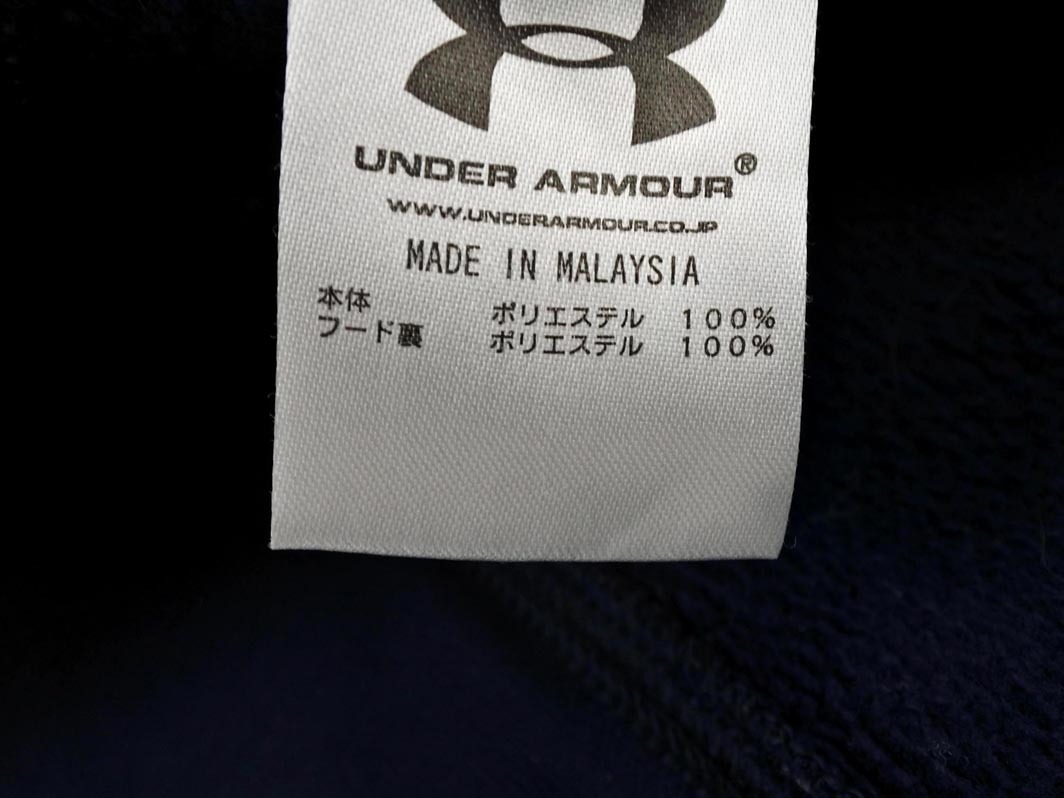 UNDER ARMOUR®
WWW.UNDERARMOUR.CO.JP
MADE IN MALAYSIA
本体 ポリエステル 100%
フード裏 ポリエステル 100%